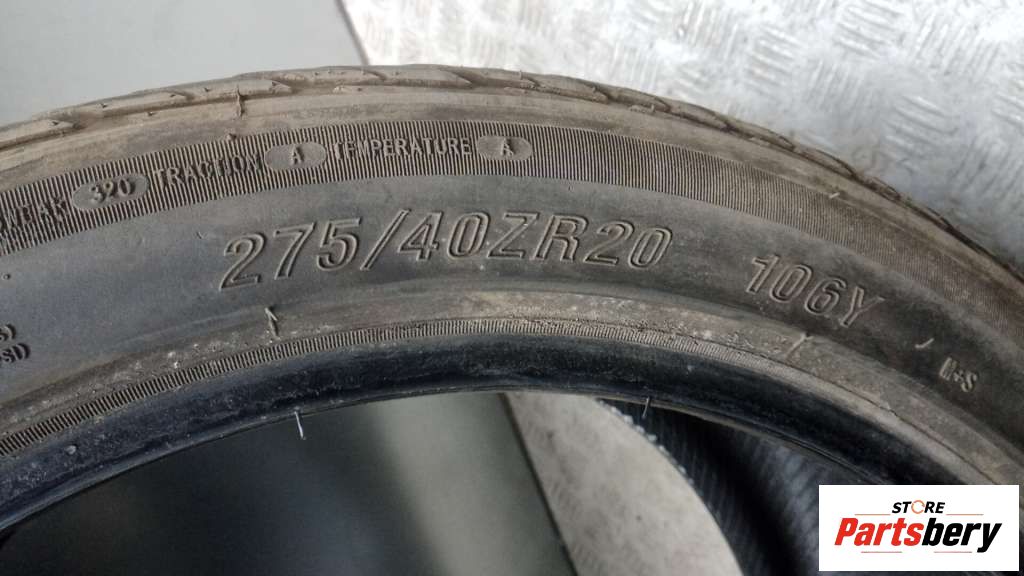 320 TRACTION A TEMPERATURE A
275/40ZR20 106Y
M+S
STORE
Partsbery